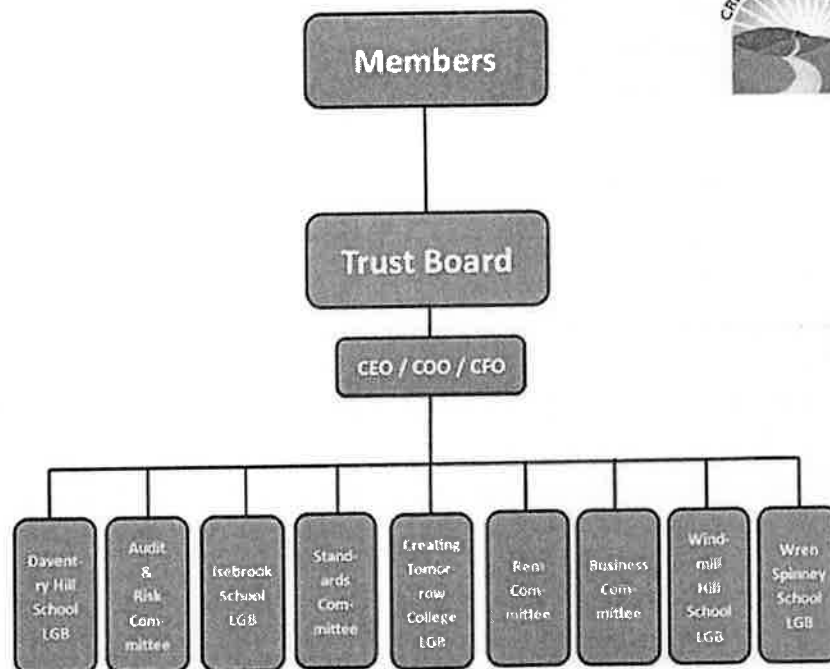 CR
Members
Trust Board
CEO / COO / CFO
Davent-
ry Hill
School
LGB
Audit
&
Risk
Com-
mittee
Isebrook
School
LGB
Stand-
ards
Com-
mittee
Creating
Tomor-
row
College
LGB
Rem
Com-
mittee
Business
Com-
mittee
Wind-
mill
Hill
School
LGB
Wren
Spinney
School
LGB